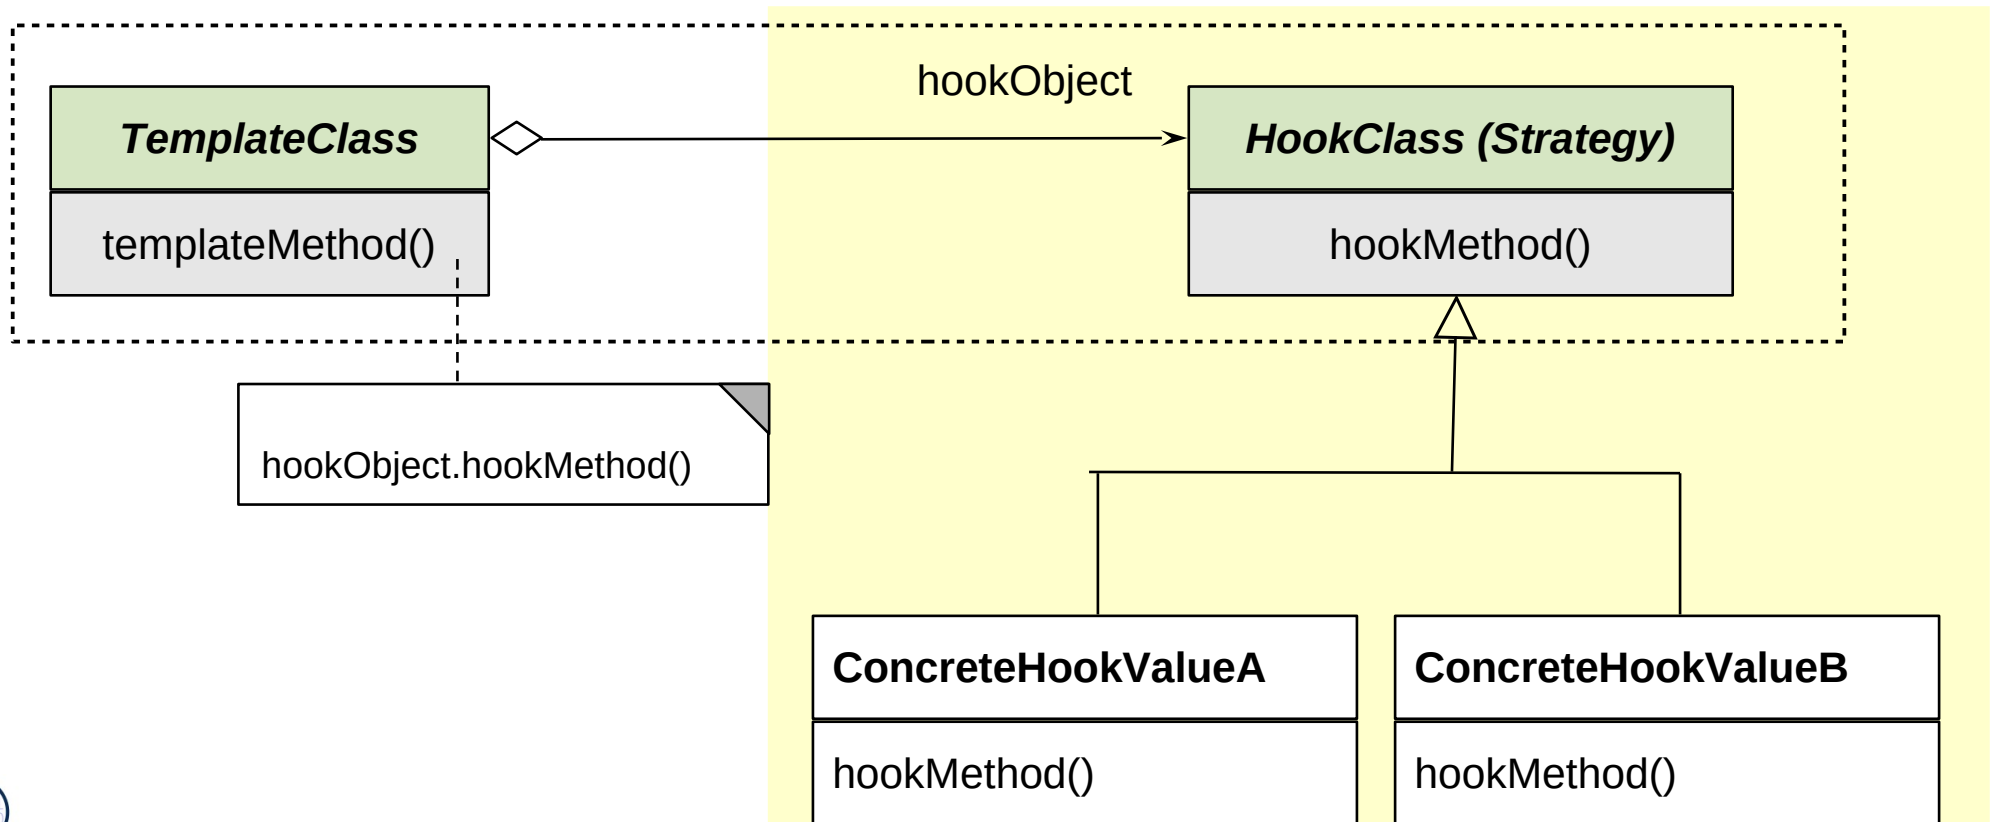 hookObject
TemplateClass
HookClass (Strategy)
templateMethod()
hookMethod()
hookObject.hookMethod()
ConcreteHookValueA
ConcreteHookValueB
hookMethod()
hookMethod()